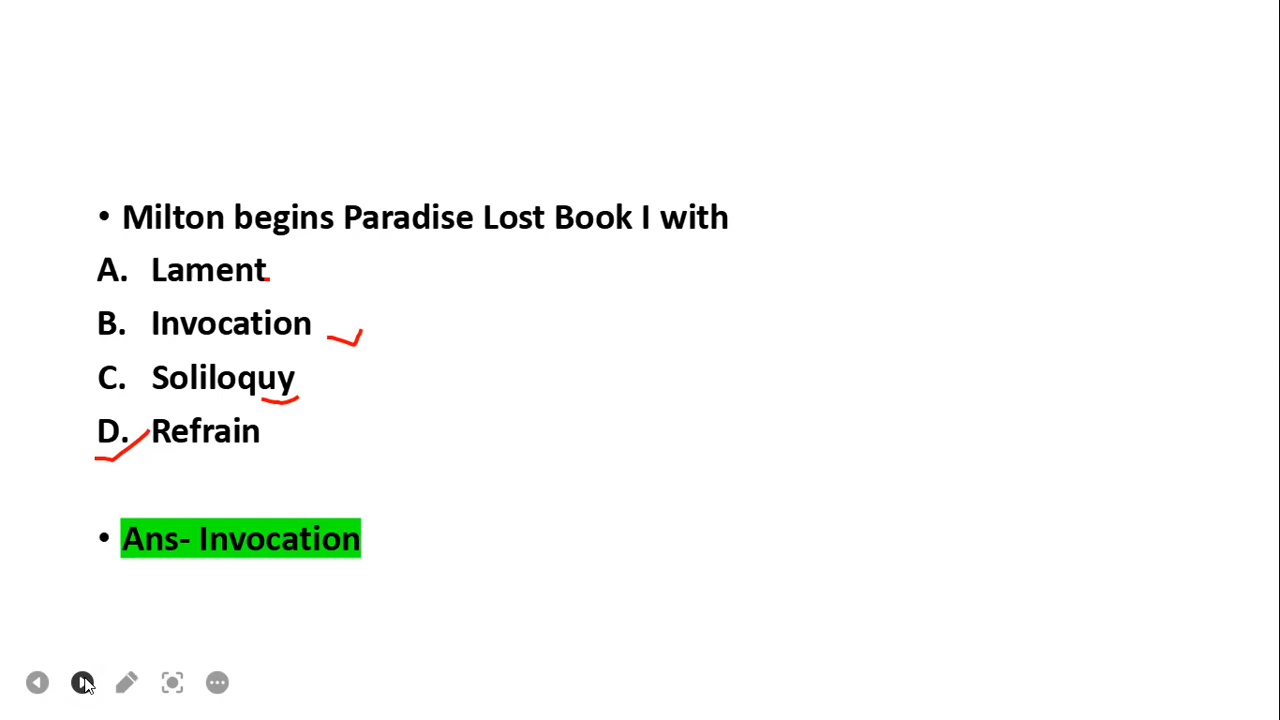 • Milton begins Paradise Lost Book I with
A. Lament
B. Invocation
C. Soliloquy
D. Refrain
• Ans- Invocation